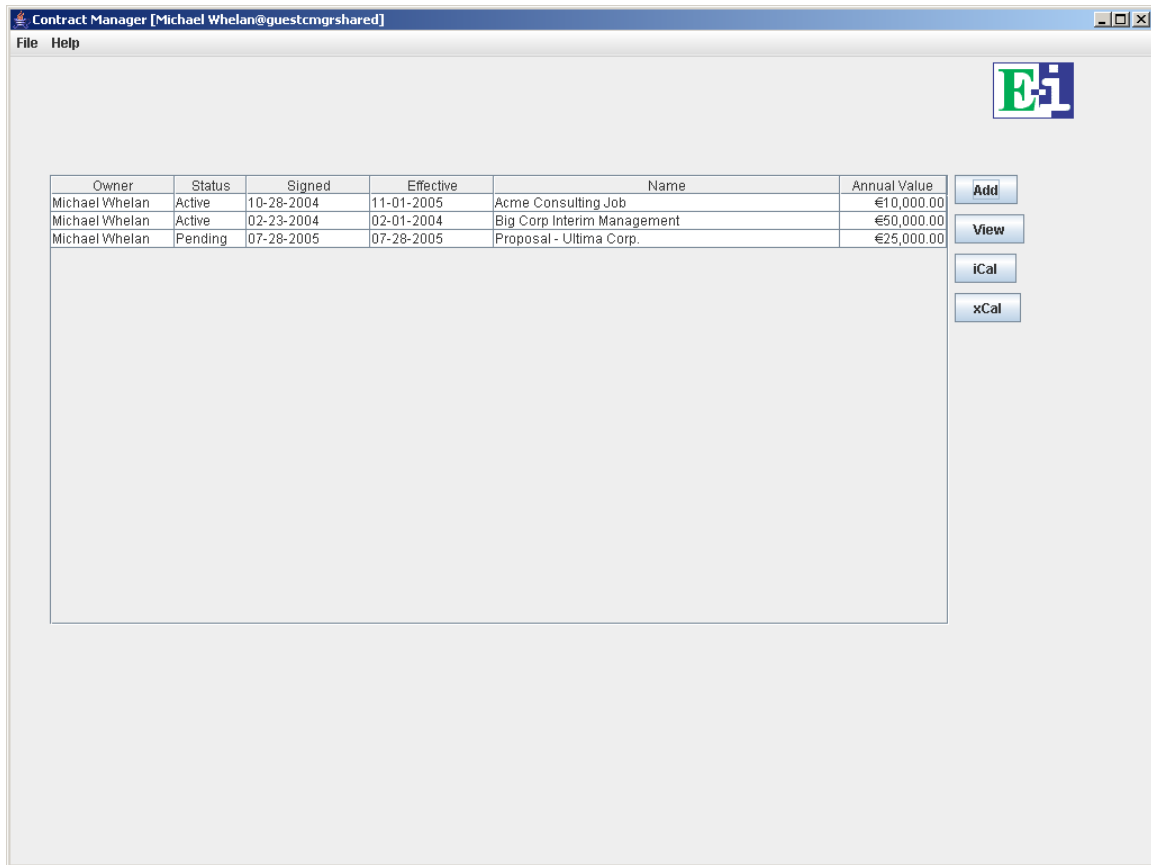 Contract Manager [Michael Whelan@guestcmgrshared]
File Help
E-i
Owner Status Signed Effective Name Annual Value
Michael Whelan Active 10-28-2004 11-01-2005 Acme Consulting Job €10,000.00
Michael Whelan Active 02-23-2004 02-01-2004 Big Corp Interim Management €50,000.00
Michael Whelan Pending 07-28-2005 07-28-2005 Proposal - Ultima Corp. €25,000.00
Add
View
iCal
xCal